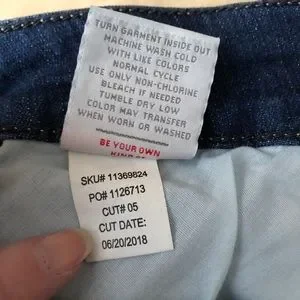 TURN GARMENT INSIDE OUT
MACHINE WASH COLD
WITH LIKE COLORS
NORMAL CYCLE
USE ONLY NON-CHLORINE
BLEACH IF NEEDED
TUMBLE DRY LOW
COLOR MAY TRANSFER
WHEN WORN OR WASHED
BE YOUR OWN
SKU# 11369824
PO# 1126713
CUT# 05
CUT DATE:
06/20/2018